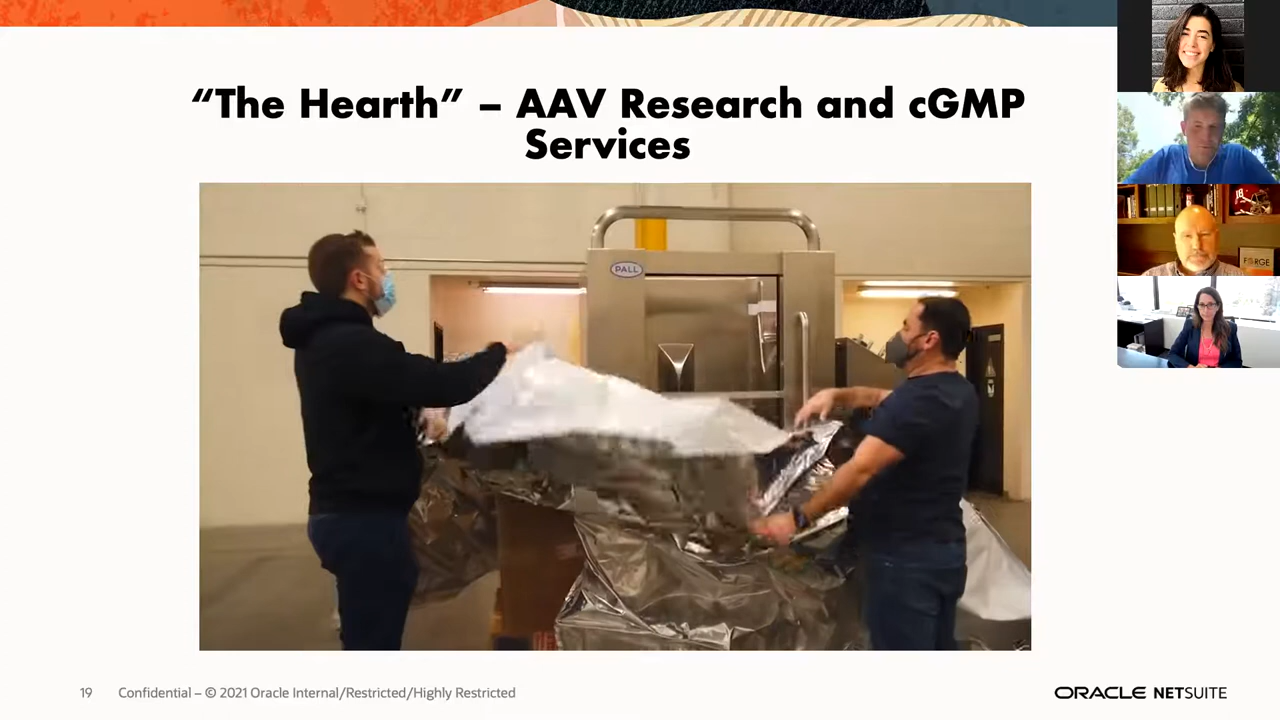 “The Hearth” – AAV Research and cGMP
Services
PALL
FORGE
19 Confidential – © 2021 Oracle Internal/Restricted/Highly Restricted
ORACLE NETSUITE